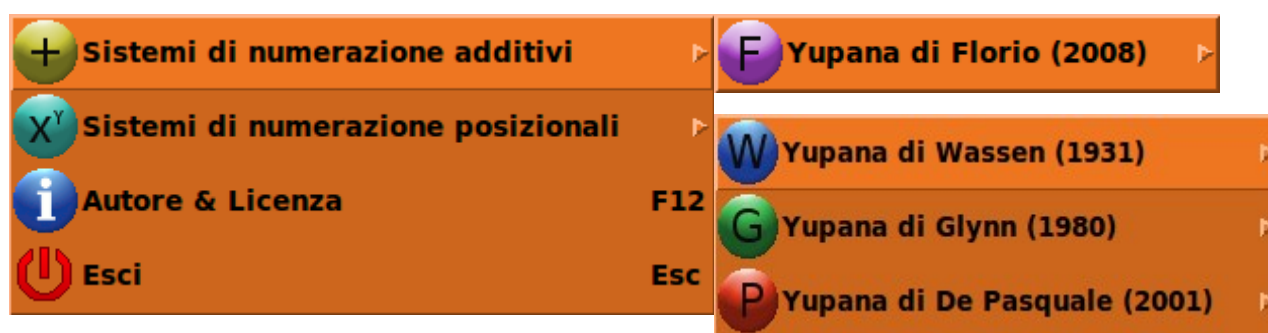 + Sistemi di numerazione additivi
X^Y Sistemi di numerazione posizionali
i Autore & Licenza F12
Esci Esc
F Yupana di Florio (2008)
W Yupana di Wassen (1931)
G Yupana di Glynn (1980)
P Yupana di De Pasquale (2001)